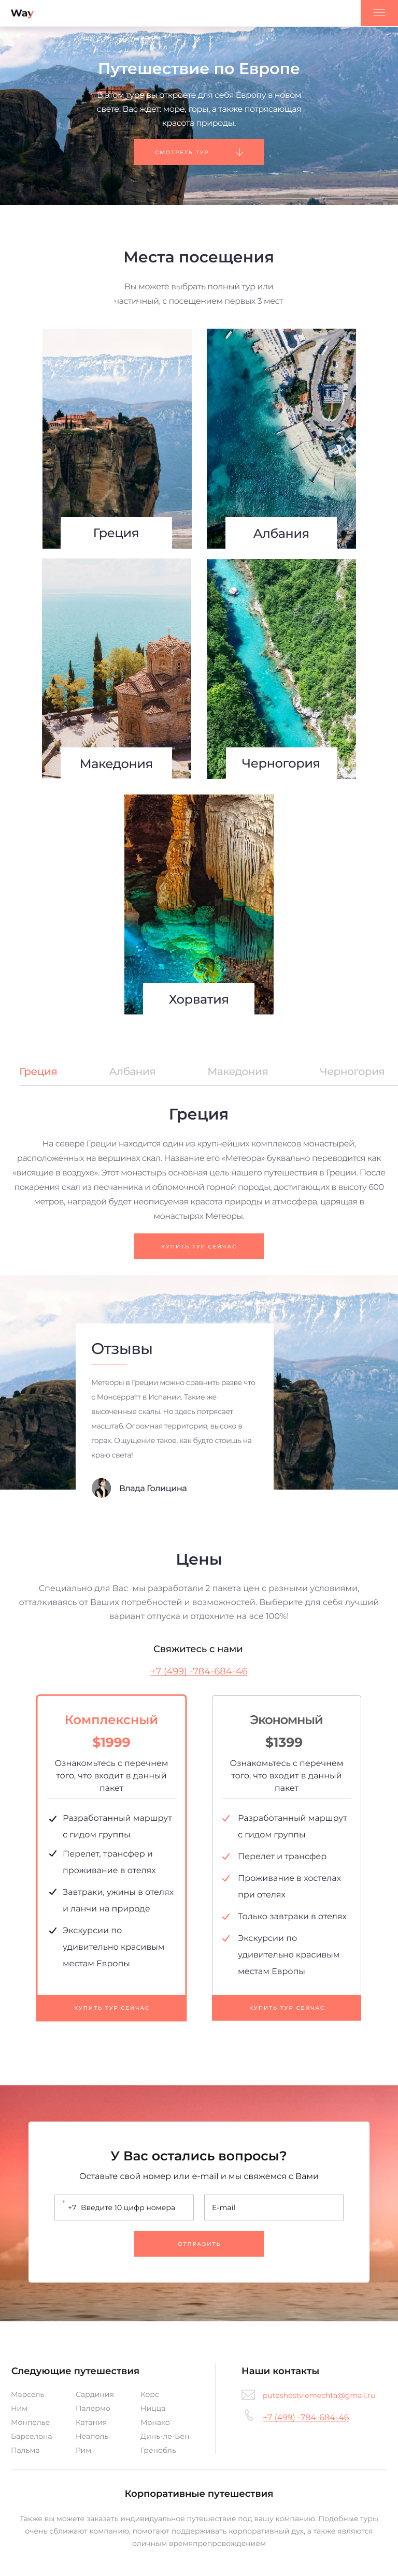 Way
Путешествие по Европе
В этом туре вы откроете для себя Европу в новом
свете. Вас ждет: море, горы, а также потрясающая
красота природы.
СМОТРЕТЬ ТУР
Места посещения
Вы можете выбрать полный тур или
частичный, с посещением первых 3 мест
Греция
Албания
Македония
Черногория
Хорватия
Греция Албания Македония Черногория
Греция
На севере Греции находится один из крупнейших комплексов монастырей,
расположенных на вершинах скал. Название его «Метеора» буквально переводится как
«висящие в воздухе». Этот монастырь основная цель нашего путешествия в Греции. После
покарения скал из песчанника и обломочной горной породы, достигающих в высоту 600
метров, наградой будет неописуемая красота природы и атмосфера, царящая в
монастырях Метеоры.
КУПИТЬ ТУР СЕЙЧАС
Отзывы
Метеоры в Греции можно сравнить разве что
с Монсерратт в Испании. Такие же
высоченные скалы. Но здесь потрясает
масштаб. Огромная территория, высоко в
горах. Ощущение такое, как будто стоишь на
краю света!
Влада Голицина
Цены
Специально для Вас мы разработали 2 пакета цен с разными условиями,
отталкиваясь от Ваших потребностей и возможностей. Выберите для себя лучший
вариант отпуска и отдохните на все 100%!
Свяжитесь с нами
+7 (499) -784-684-46
Комплексный
$1999
Ознакомьтесь с перечнем
того, что входит в данный
пакет
Разработанный маршрут
с гидом группы
Перелет, трансфер и
проживание в отелях
Завтраки, ужины в отелях
и ланчи на природе
Экскурсии по
удивительно красивым
местам Европы
КУПИТЬ ТУР СЕЙЧАС
Экономный
$1399
Ознакомьтесь с перечнем
того, что входит в данный
пакет
Разработанный маршрут
с гидом группы
Перелет и трансфер
Проживание в хостелах
при отелях
Только завтраки в отелях
Экскурсии по
удивительно красивым
местам Европы
КУПИТЬ ТУР СЕЙЧАС
У Вас остались вопросы?
Оставьте свой номер или e-mail и мы свяжемся с Вами
* +7 Введите 10 цифр номера
E-mail
ОТПРАВИТЬ
Следующие путешествия
Марсель Сардиния Корс
Ним Палермо Ницца
Монпелье Катания Монако
Барселона Неаполь Динь-ле-Бен
Пальма Рим Гренобль
Наши контакты
puteshestviemechta@gmail.ru
+7 (499) -784-684-46
Корпоративные путешествия
Также вы можете заказать индивидуальное путешествие под вашу компанию. Подобные туры
очень сближают компанию, помогают поддерживать корпоративный дух, а также являются
опичным времяпрепровождением